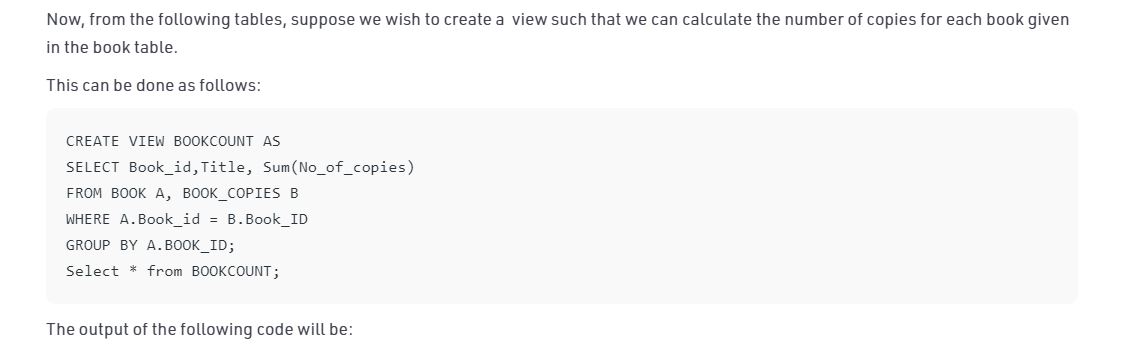 Now, from the following tables, suppose we wish to create a  view such that we can calculate the number of copies for each book given
in the book table.
This can be done as follows:
CREATE VIEW BOOKCOUNT AS
SELECT Book_id,Title, Sum(No_of_copies)
FROM BOOK A, BOOK_COPIES B
WHERE A.Book_id = B.Book_ID
GROUP BY A.BOOK_ID;
Select * from BOOKCOUNT;
The output of the following code will be: